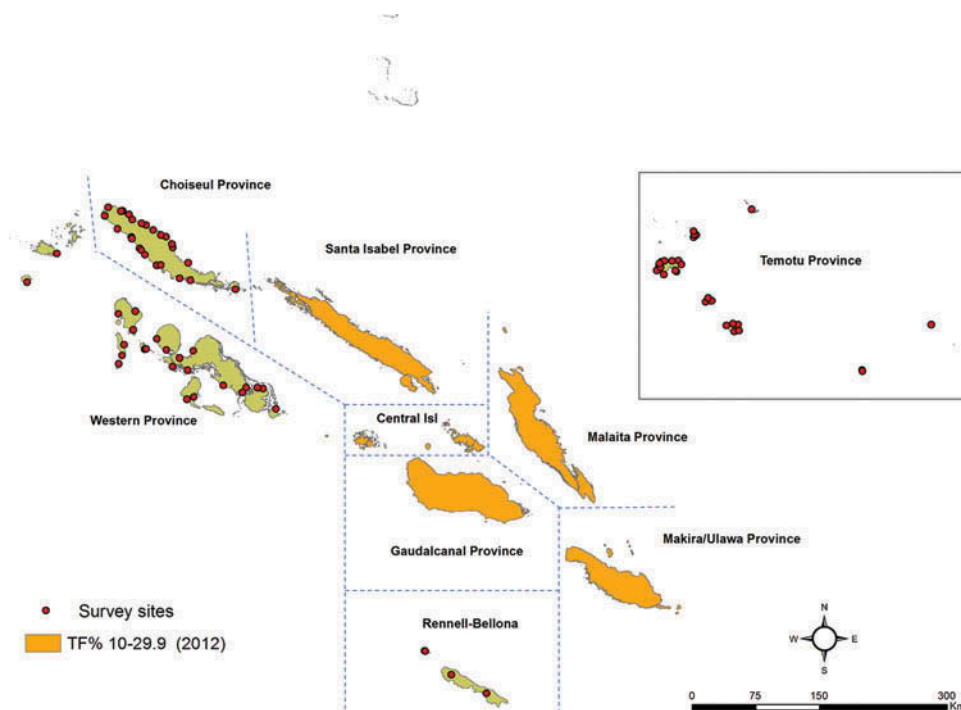 Choiseul Province
Santa Isabel Province
Temotu Province
Western Province
Central Isl
Malaita Province
Gaudalcanal Province
Makira/Ulawa Province
Rennell-Bellona
Survey sites
TF% 10-29.9 (2012)
N
W E
S
0 75 150 300
Km